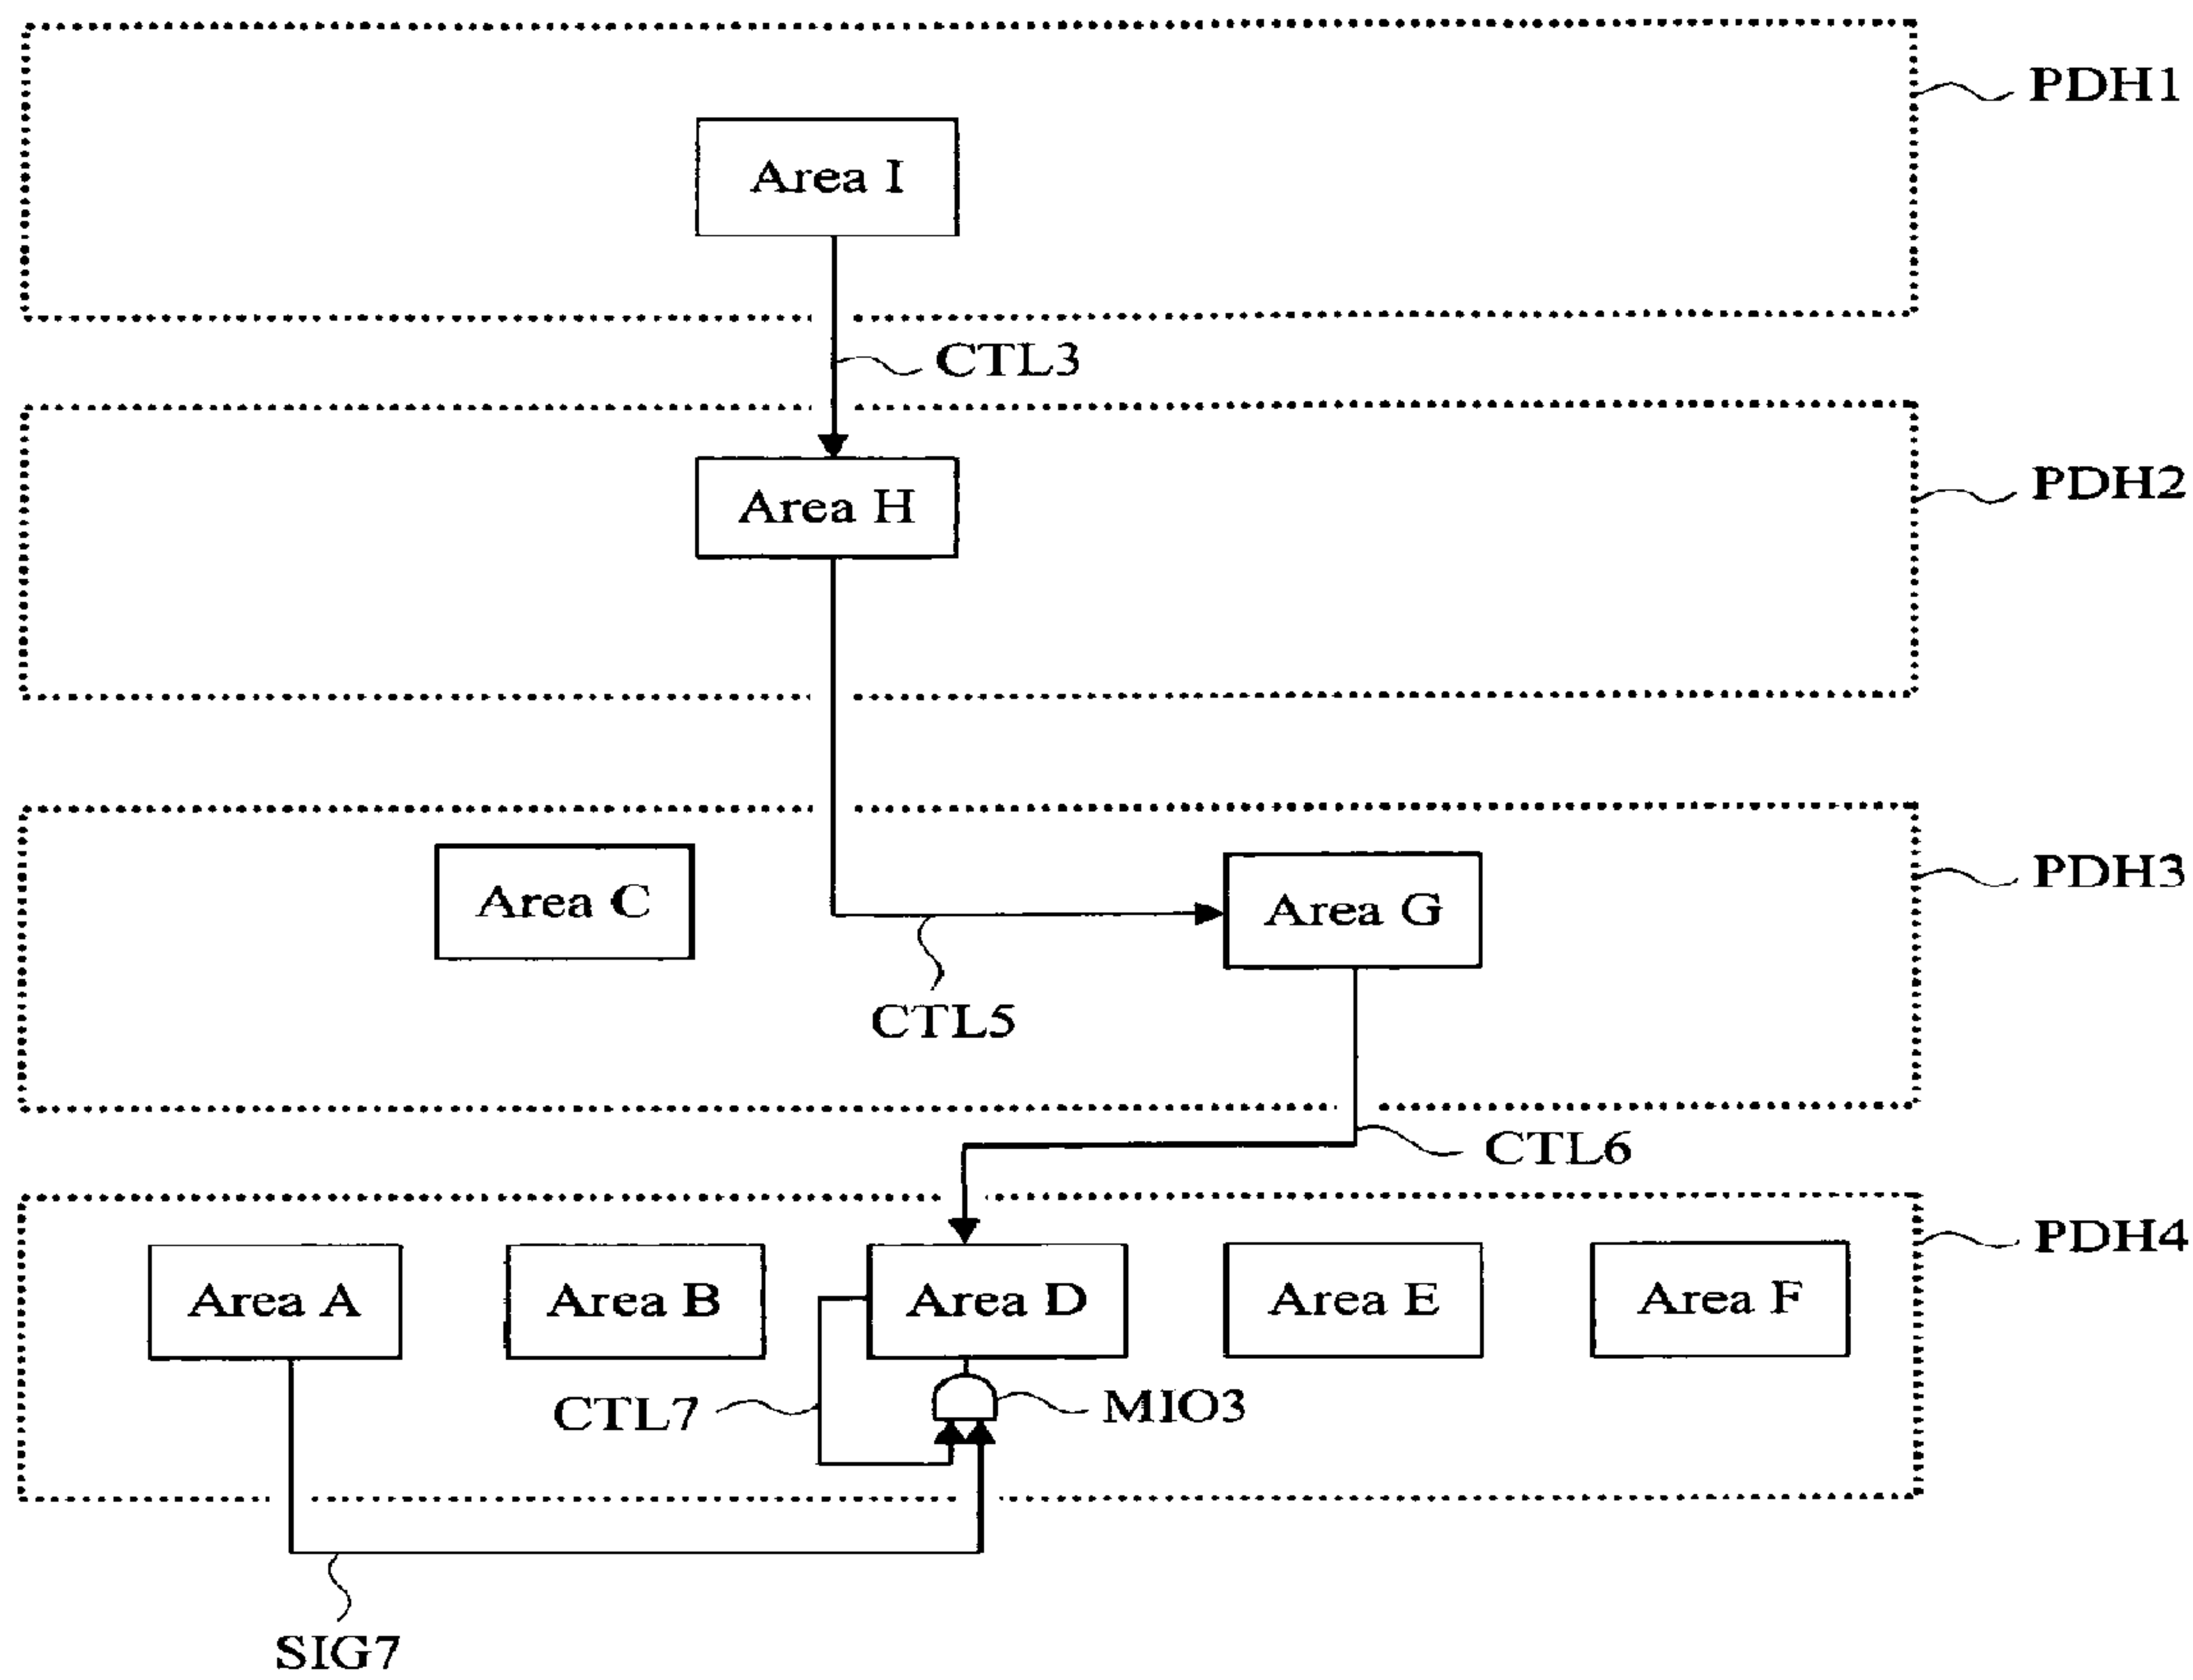 PDH1
Area I
CTL3
PDH2
Area H
PDH3
Area C
Area G
CTL5
CTL6
PDH4
Area A
Area B
Area D
Area E
Area F
CTL7
MIO3
SIG7